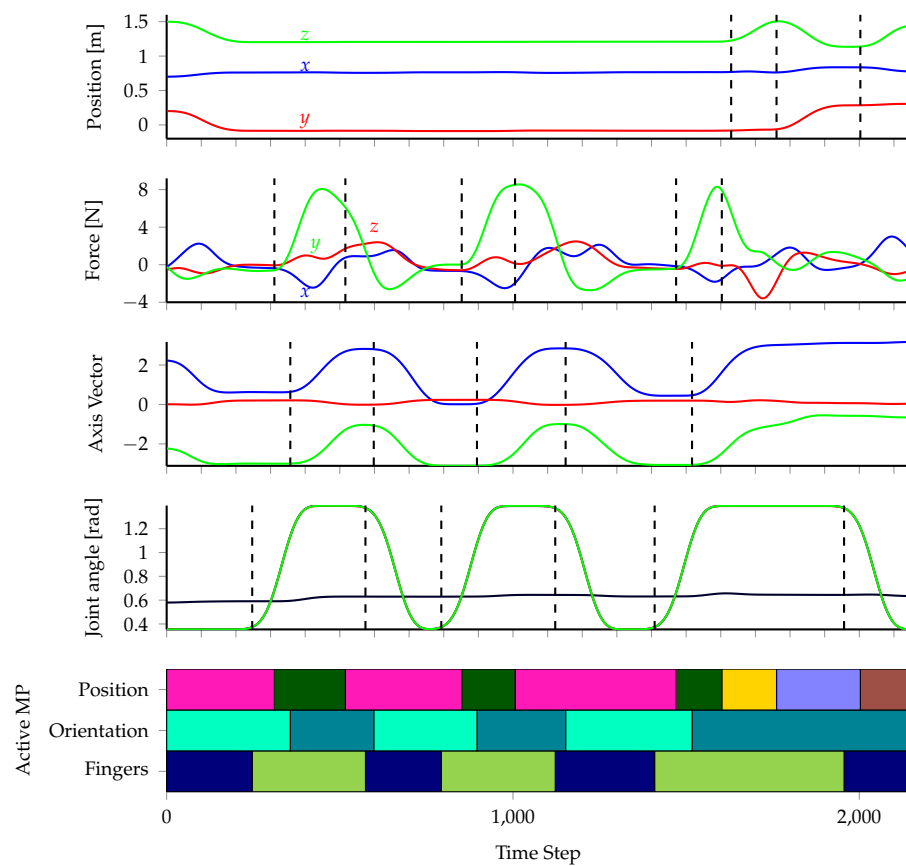 1.5
1
0.5
0
Position [m]
z
x
y
8
4
0
−4
Force [N]
z
y
x
2
0
−2
Axis Vector
1.2
1
0.8
0.6
0.4
Joint angle [rad]
Active MP
Position
Orientation
Fingers
0 1,000 2,000
Time Step